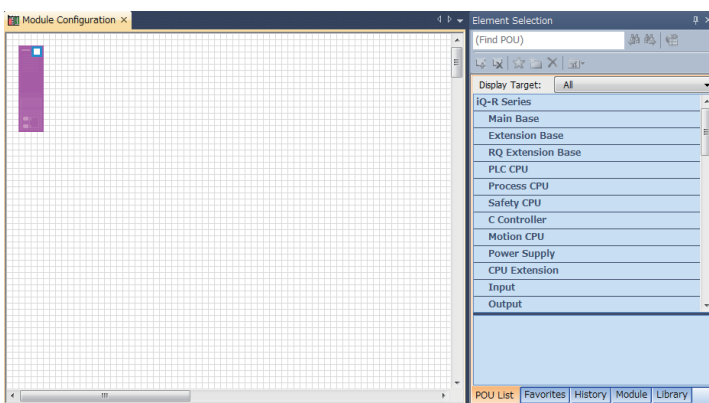 Module Configuration
Element Selection
(Find POU)
Display Target: All
iQ-R Series
Main Base
Extension Base
RQ Extension Base
PLC CPU
Process CPU
Safety CPU
C Controller
Motion CPU
Power Supply
CPU Extension
Input
Output
POU List Favorites History Module Library